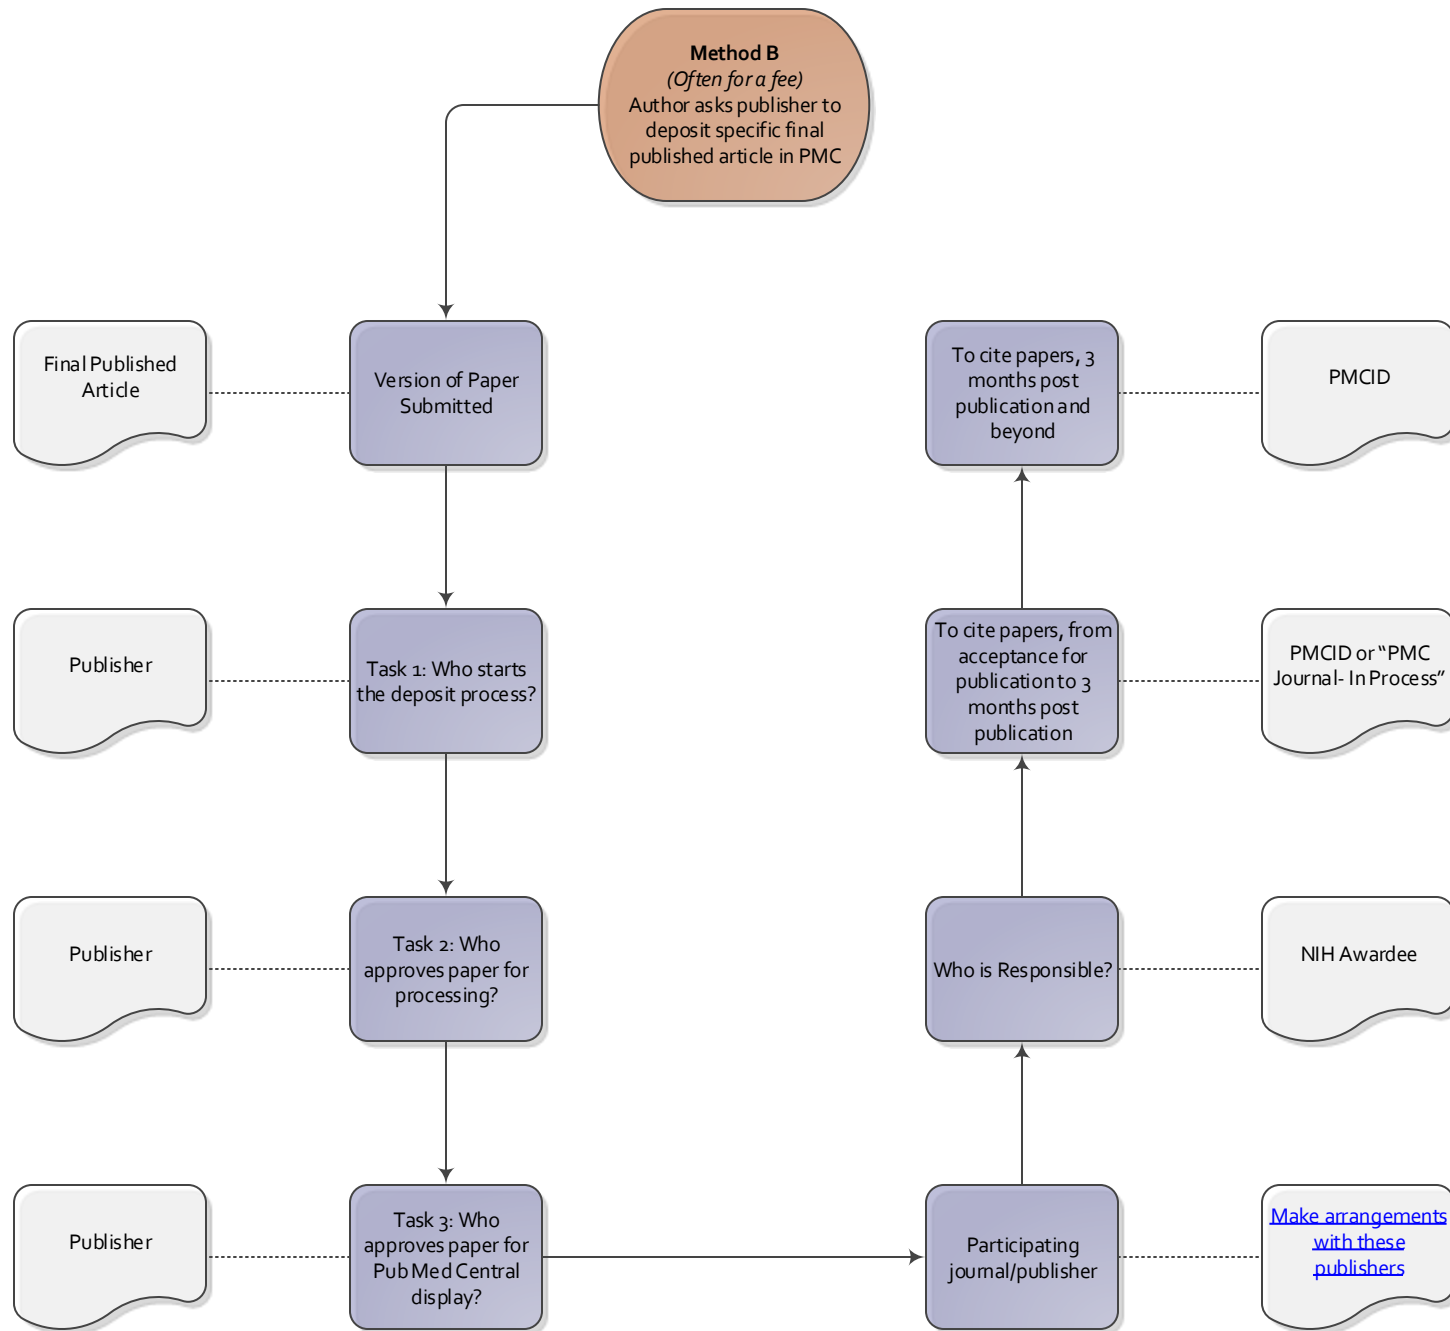 Method B
(Often for a fee)
Author asks publisher to
deposit specific final
published article in PMC
Final Published
Article
Version of Paper
Submitted
To cite papers, 3
months post
publication and
beyond
PMCID
Publisher
Task 1: Who starts
the deposit process?
To cite papers, from
acceptance for
publication to 3
months post
publication
PMCID or “PMC
Journal- In Process”
Publisher
Task 2: Who
approves paper for
processing?
Who is Responsible?
NIH Awardee
Publisher
Task 3: Who
approves paper for
PubMed Central
display?
Participating
journal/publisher
Make arrangements
with these
publishers